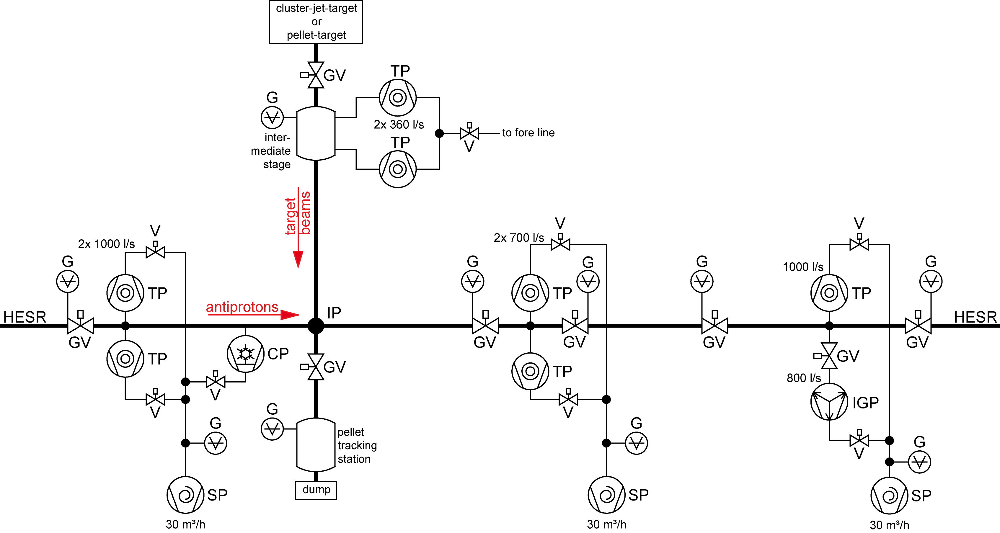 cluster-jet-target
or
pellet-target
GV
TP
G
2x 360 l/s
inter-
mediate
stage
TP
to fore line
V
target
beams
V
2x 1000 l/s
G
TP
HESR
GV
TP
antiprotons
IP
CP
GV
V
V
G
G
pellet
tracking
station
dump
SP
30 m³/h
V
2x 700 l/s
G
G
TP
GV
GV
TP
V
G
SP
30 m³/h
V
G
1000 l/s
G
TP
HESR
GV
GV
GV
800 l/s
IGP
V
G
SP
30 m³/h